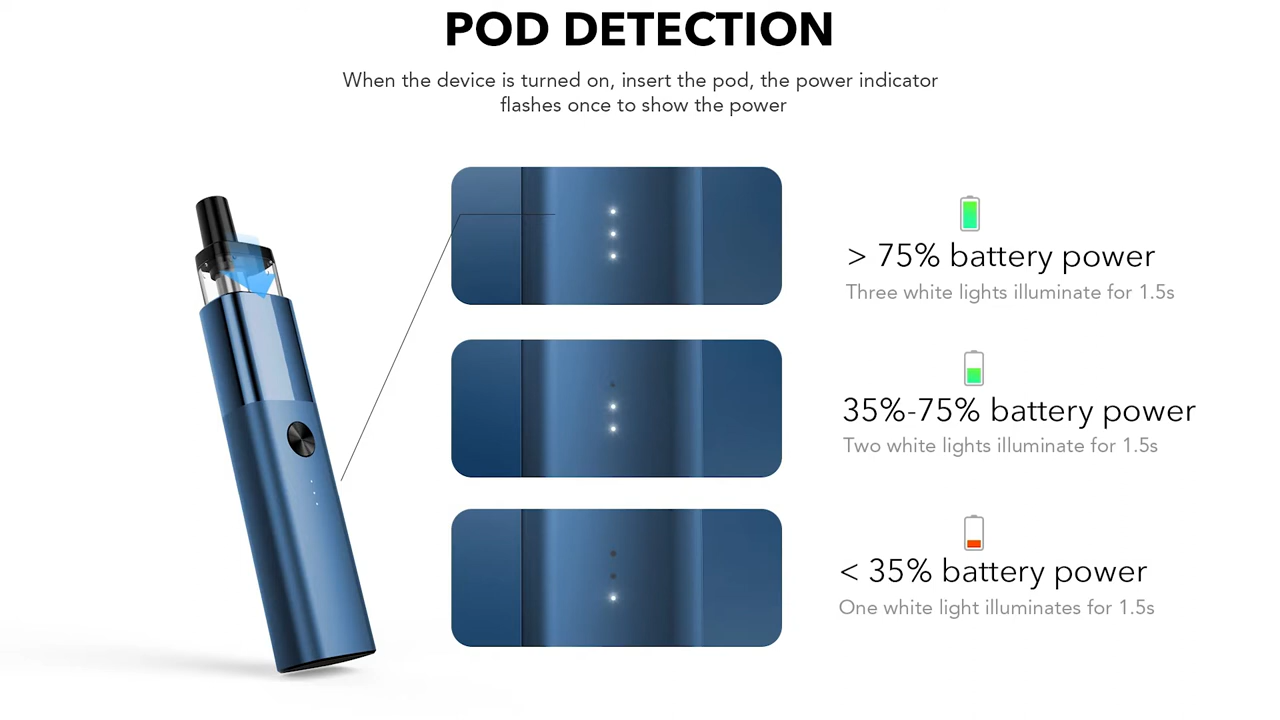 POD DETECTION
When the device is turned on, insert the pod, the power indicator
flashes once to show the power
> 75% battery power
Three white lights illuminate for 1.5s
35%-75% battery power
Two white lights illuminate for 1.5s
< 35% battery power
One white light illuminates for 1.5s